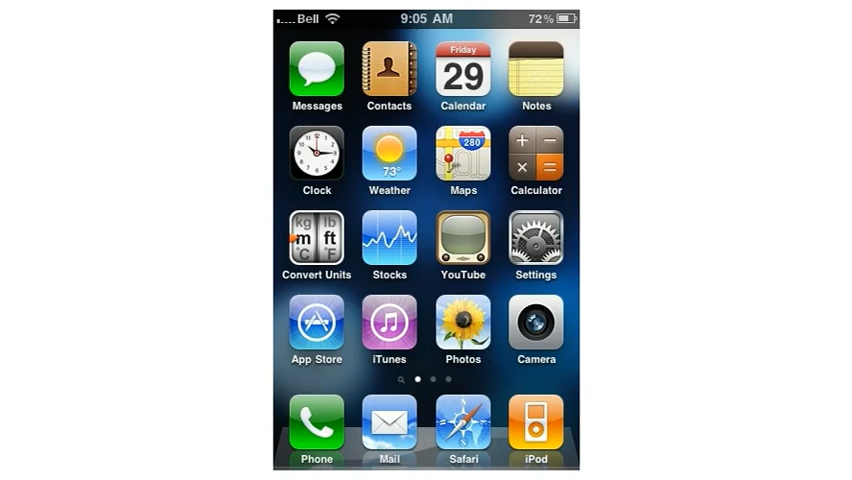 Bell 9:05 AM 72%
Friday
29
Messages Contacts Calendar Notes
280
73°
Clock Weather Maps Calculator
kg lb
m ft
°C °F
Convert Units Stocks YouTube Settings
App Store iTunes Photos Camera
Phone Mail Safari iPod